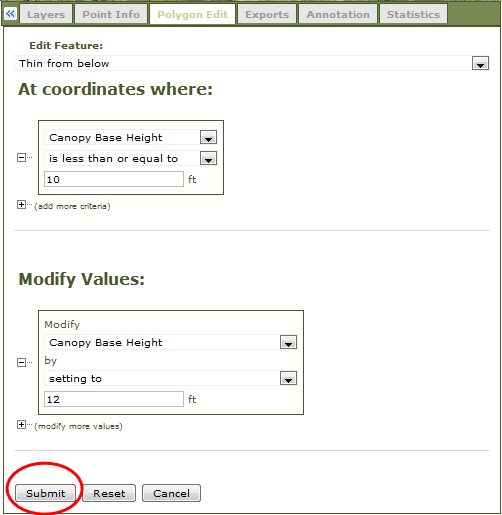 Layers Point Info Polygon Edit Exports Annotation Statistics
Edit Feature:
Thin from below
At coordinates where:
Canopy Base Height
is less than or equal to
10 ft
(add more criteria)
Modify Values:
Modify
Canopy Base Height
by
setting to
12 ft
(modify more values)
Submit Reset Cancel